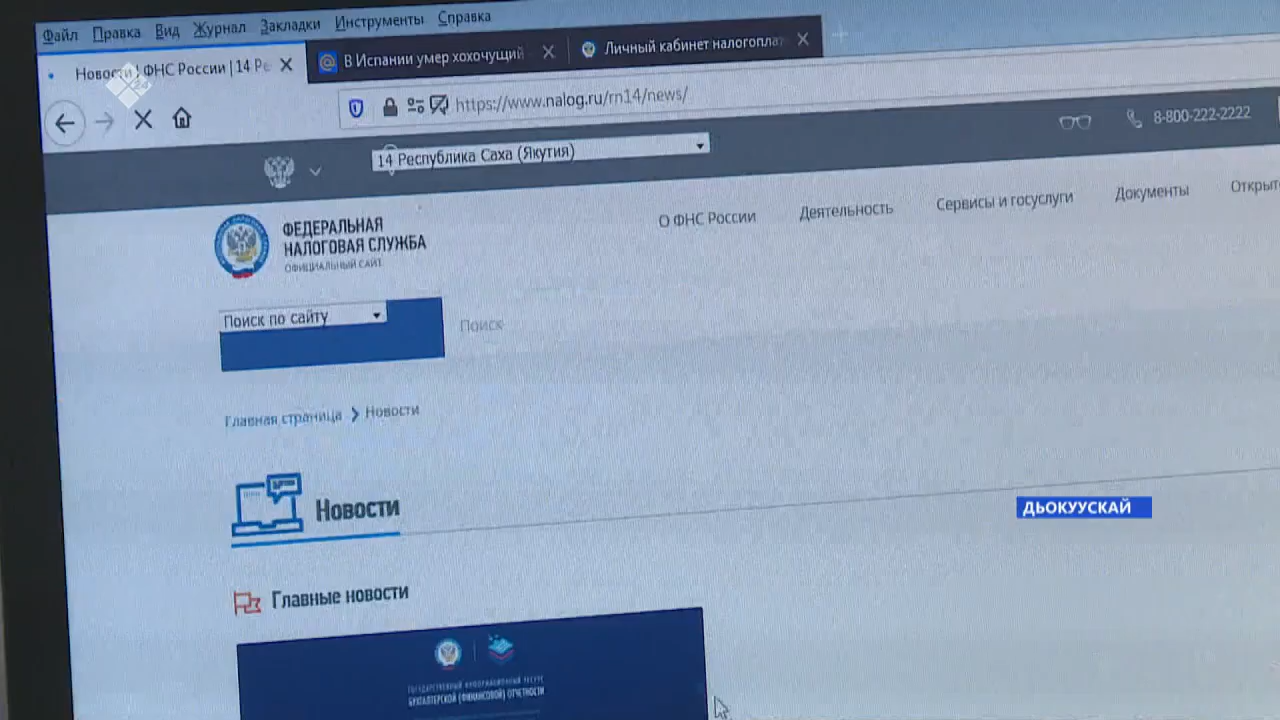 Файл Правка Вид Журнал Закладки Инструменты Справка
Новости | ФНС России | 14 Ре
В Испании умер хохочущий
Личный кабинет налогопла
https://www.nalog.ru/rn14/news/
14 Республика Саха (Якутия)
8-800-222-2222
ФЕДЕРАЛЬНАЯ
НАЛОГОВАЯ СЛУЖБА
ОФИЦИАЛЬНЫЙ САЙТ
О ФНС России Деятельность Сервисы и госуслуги Документы Открыт
Поиск по сайту
Поиск
Главная страница Новости
Новости
ДЬОКУУСКАЙ
Главные новости
ГОСУДАРСТВЕННЫЙ ИНФОРМАЦИОННЫЙ РЕСУРС
БУХГАЛТЕРСКОЙ (ФИНАНСОВОЙ) ОТЧЕТНОСТИ